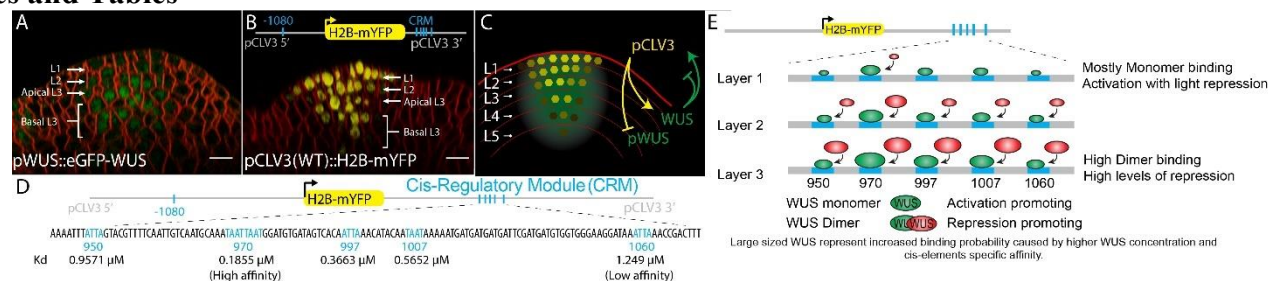 es and Tables
A
L1
L2
Apical L3
Basal L3
pWUS::eGFP-WUS
B
-1080
pCLV3 5'
H2B-mYFP
CRM
pCLV3 3'
L1
L2
Apical L3
Basal L3
pCLV3(WT)::H2B-mYFP
C
L1
L2
L3
L4
L5
pCLV3
WUS
pWUS
D
Cis-Regulatory Module (CRM)
pCLV3 5'
-1080
H2B-mYFP
pCLV3 3'
AAAATTTATTAGTACGTTTTTCAATTGTCAATGCAAATAATTAATGGATGTGATAGTCACAATTAAACATACAATAATAAAAATGATGATGATGATTCGATGATGTGGTGGGAAGGATAAATTAAACCGACTTT
950 970 997 1007 1060
Kd 0.9571 µM 0.1855 µM 0.3663 µM 0.5652 µM 1.249 µM
(High affinity) (Low affinity)
E
H2B-mYFP
Layer 1
Mostly Monomer binding
Activation with light repression
Layer 2
Layer 3
High Dimer binding
High levels of repression
950 970 997 1007 1060
WUS monomer WUS Activation promoting
WUS Dimer WUS WUS Repression promoting
Large sized WUS represent increased binding probability caused by higher WUS concentration and
cis-elements specific affinity.